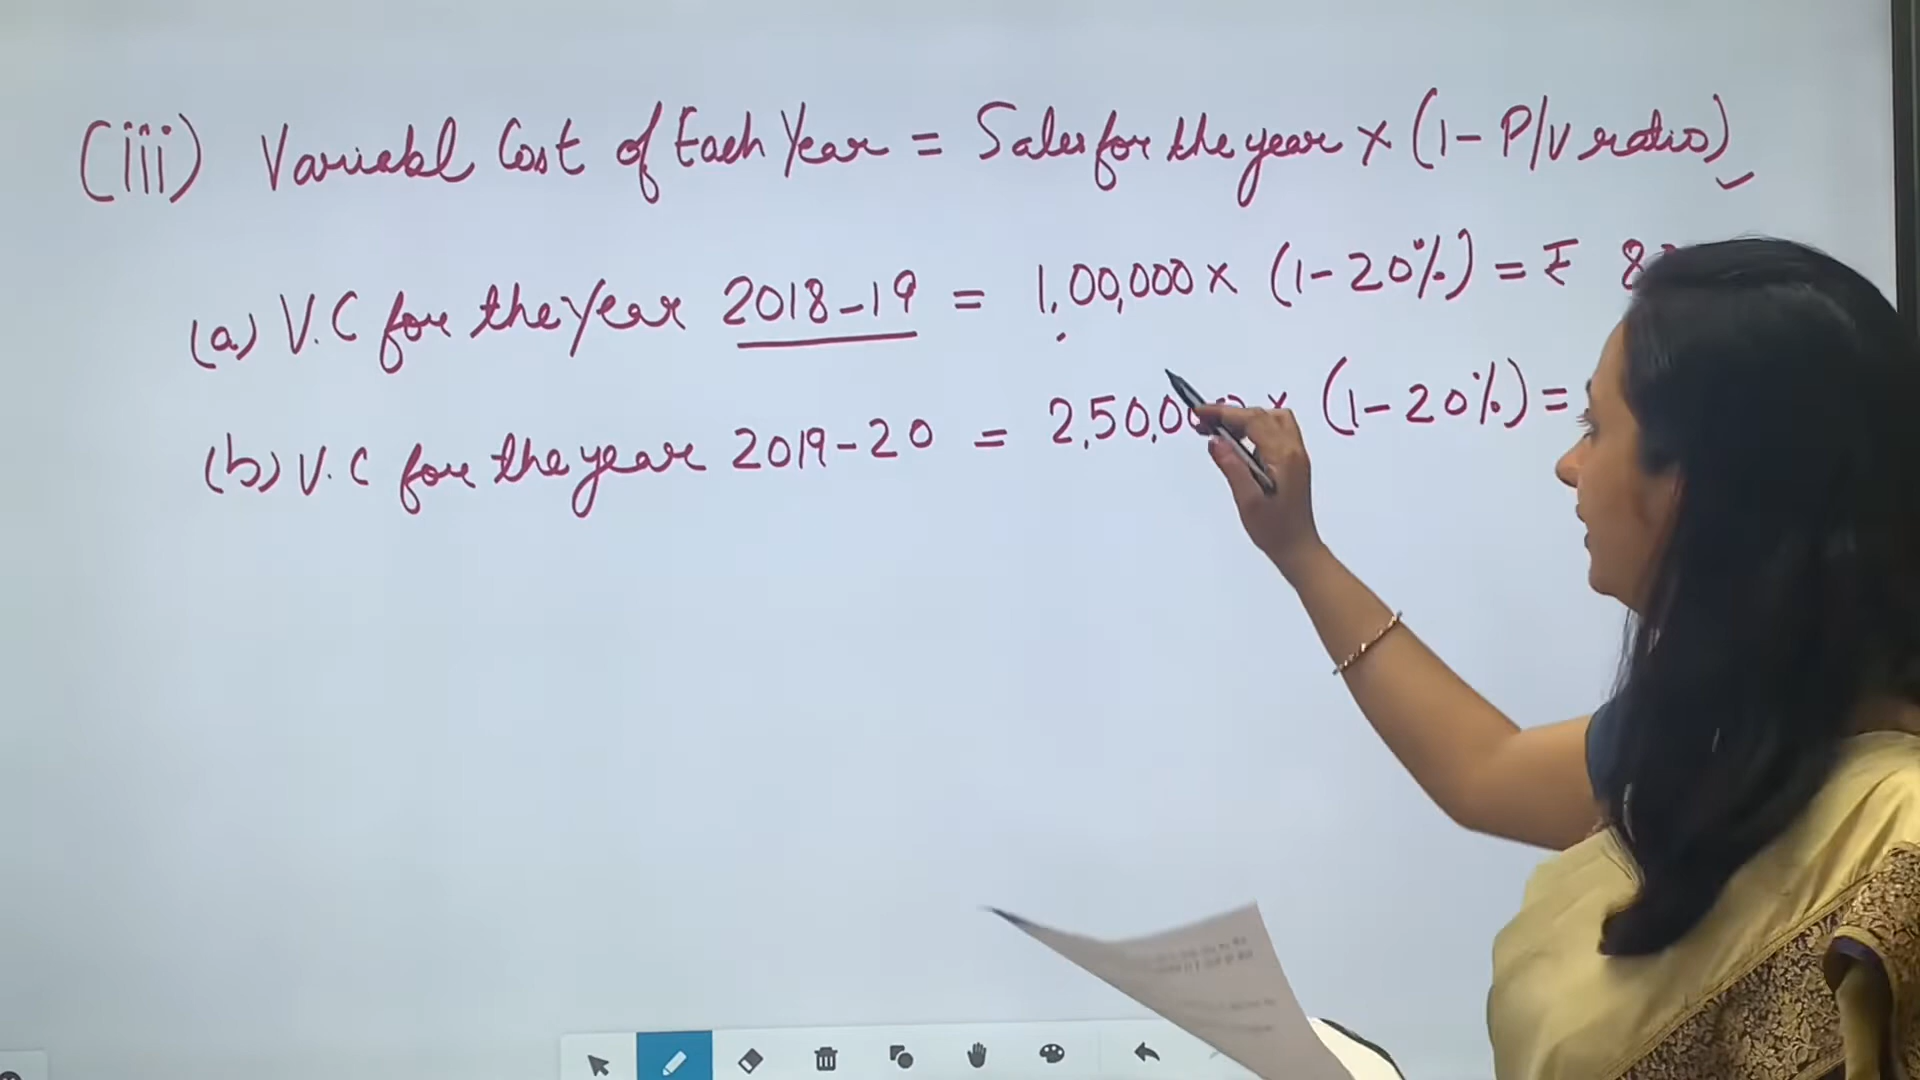 (iii) Variabl Cost of Each Year = Sales for the year × (1 - P/V ratio)
(a) V.C for the Year 2018-19 = 1,00,000 × (1 - 20%) = ₹ 8
(b) V.C for the year 2019-20 = 2,50,000 × (1 - 20%) =